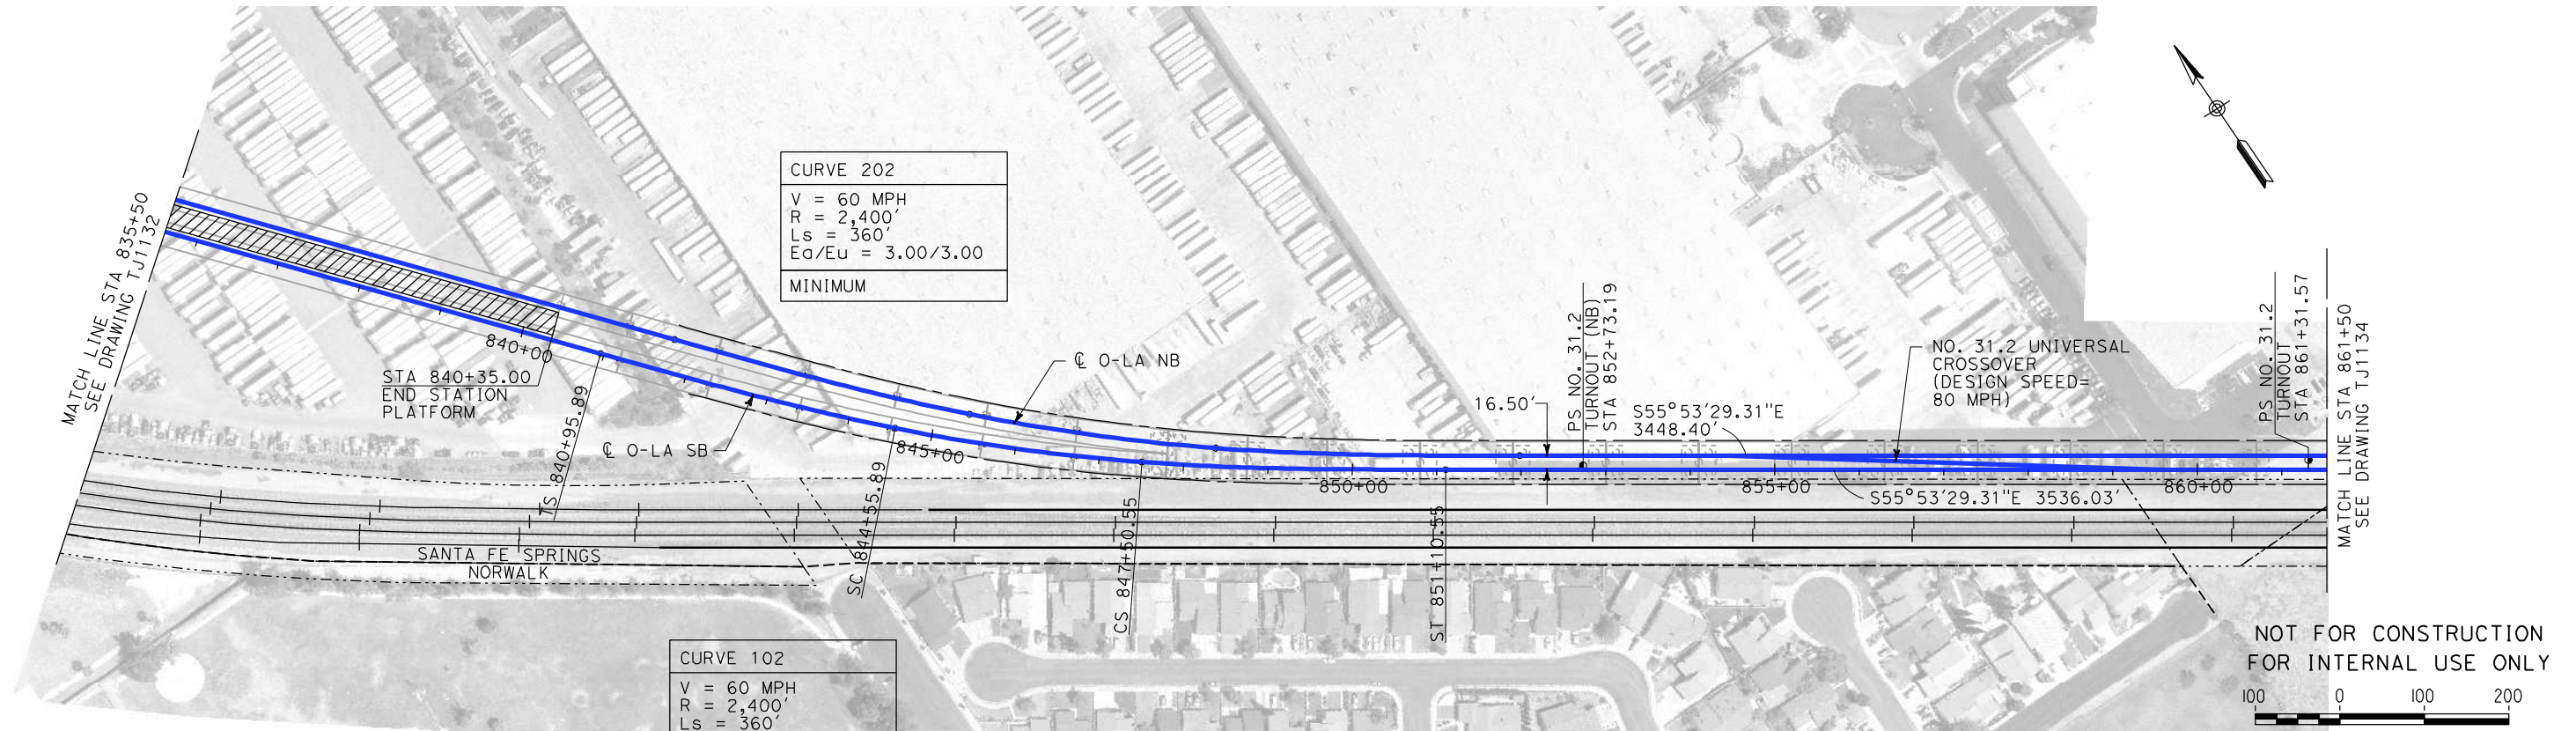 MATCH LINE STA 835+50
SEE DRAWING TJ1132
CURVE 202
V = 60 MPH
R = 2,400'
Ls = 360'
Ea/Eu = 3.00/3.00
MINIMUM
840+00
STA 840+35.00
END STATION
PLATFORM
TS 840+95.89
℄ O-LA SB
SC 844+55.89
845+00
℄ O-LA NB
CS 847+50.55
850+00
ST 851+10.55
16.50'
PS NO. 31.2
TURNOUT (NB)
STA 852+73.19
S55°53'29.31"E
3448.40'
855+00
NO. 31.2 UNIVERSAL
CROSSOVER
(DESIGN SPEED=
80 MPH)
S55°53'29.31"E 3536.03'
860+00
PS NO. 31.2
TURNOUT
STA 861+31.57
MATCH LINE STA 861+50
SEE DRAWING TJ1134
SANTA FE SPRINGS
NORWALK
CURVE 102
V = 60 MPH
R = 2,400'
Ls = 360'
NOT FOR CONSTRUCTION
FOR INTERNAL USE ONLY
100 0 100 200